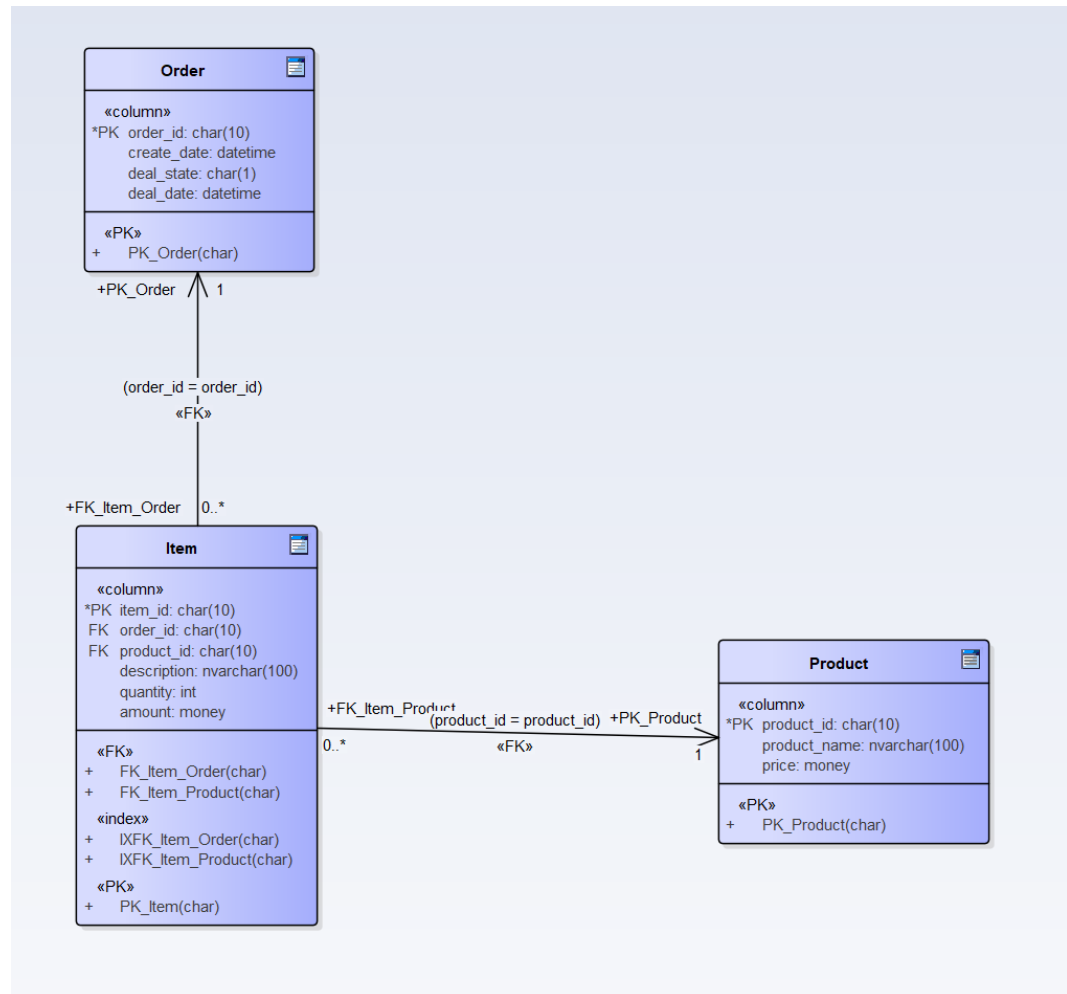 Order
«column»
*PK order_id: char(10)
create_date: datetime
deal_state: char(1)
deal_date: datetime
«PK»
+ PK_Order(char)
+PK_Order 1
(order_id = order_id)
«FK»
+FK_Item_Order 0..*
Item
«column»
*PK item_id: char(10)
FK order_id: char(10)
FK product_id: char(10)
description: nvarchar(100)
quantity: int
amount: money
«FK»
+ FK_Item_Order(char)
+ FK_Item_Product(char)
«index»
+ IXFK_Item_Order(char)
+ IXFK_Item_Product(char)
«PK»
+ PK_Item(char)
+FK_Item_Product
(product_id = product_id)
+PK_Product
0..*
«FK»
1
Product
«column»
*PK product_id: char(10)
product_name: nvarchar(100)
price: money
«PK»
+ PK_Product(char)